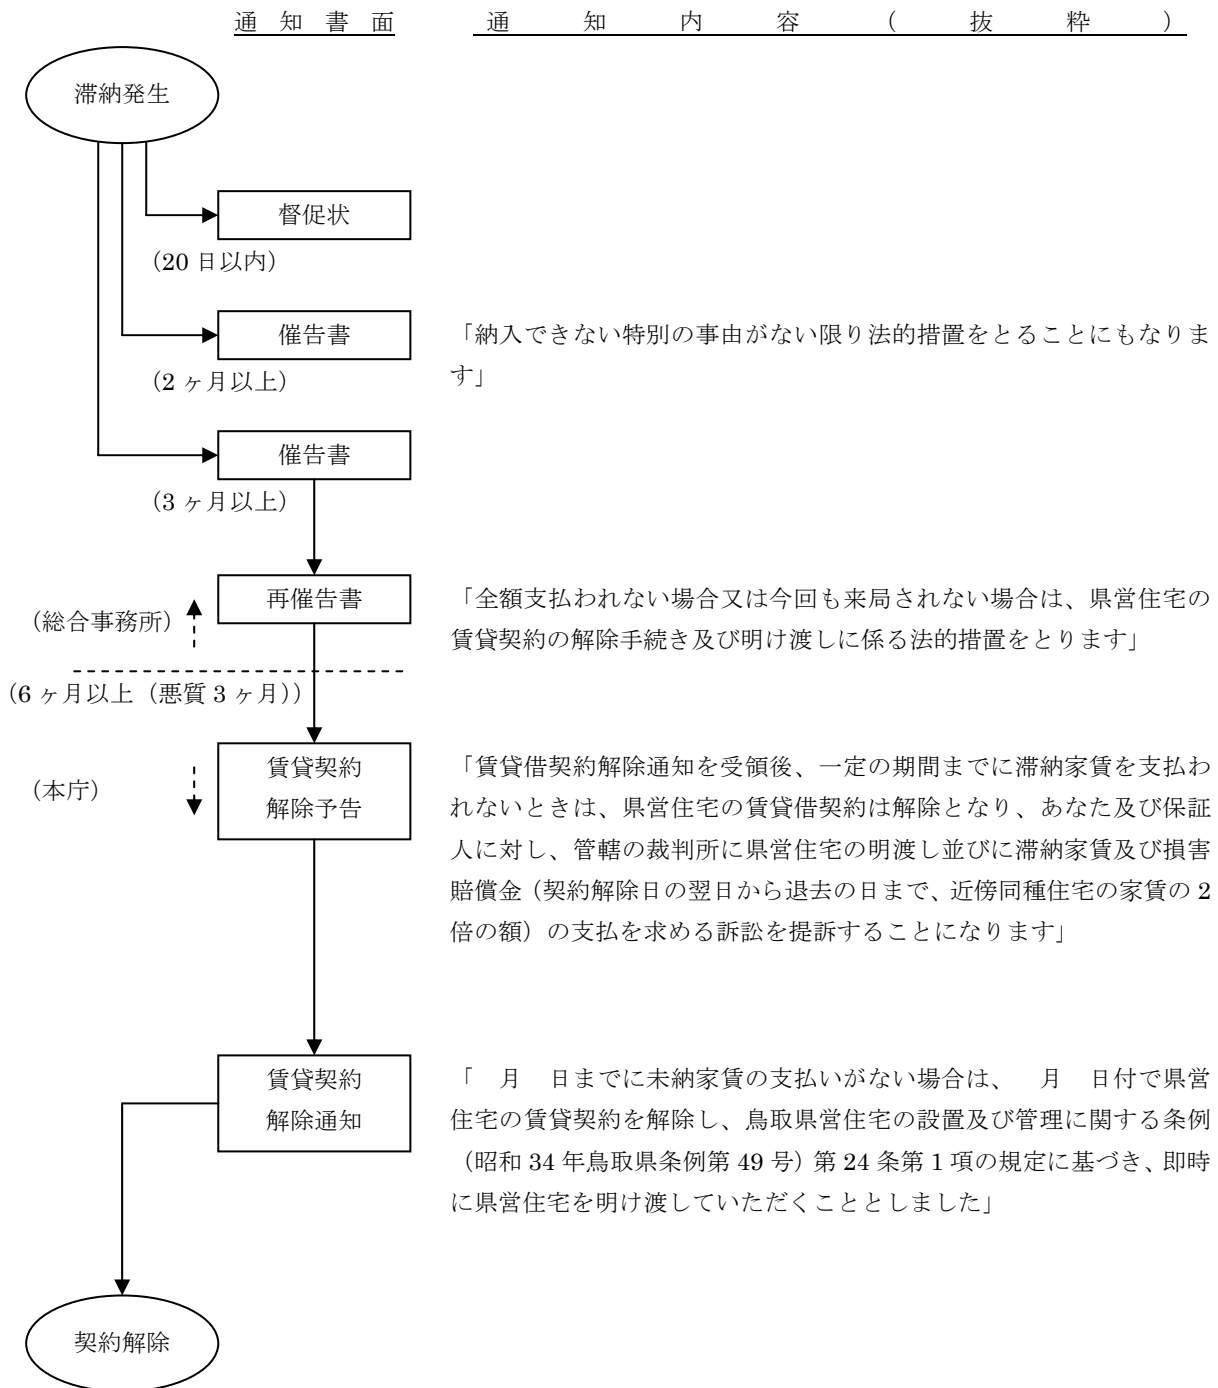 通知書面　通知内容（抜粋）
滞納発生
督促状
（20 日以内）
催告書
（2 ヶ月以上）
「納入できない特別の事由がない限り法的措置をとることにもなりま
す」
催告書
（3 ヶ月以上）
再催告書
（総合事務所）
「全額支払われない場合又は今回も来局されない場合は、県営住宅の
賃貸契約の解除手続き及び明け渡しに係る法的措置をとります」
（6 ヶ月以上（悪質 3 ヶ月））
（本庁）
賃貸契約
解除予告
「賃貸借契約解除通知を受領後、一定の期間までに滞納家賃を支払わ
れないときは、県営住宅の賃貸借契約は解除となり、あなた及び保証
人に対し、管轄の裁判所に県営住宅の明渡し並びに滞納家賃及び損害
賠償金（契約解除日の翌日から退去の日まで、近傍同種住宅の家賃の 2
倍の額）の支払を求める訴訟を提訴することになります」
賃貸契約
解除通知
「　月　日までに未納家賃の支払いがない場合は、　月　日付で県営
住宅の賃貸契約を解除し、鳥取県営住宅の設置及び管理に関する条例
（昭和 34 年鳥取県条例第 49 号）第 24 条第 1 項の規定に基づき、即時
に県営住宅を明け渡していただくこととしました」
契約解除